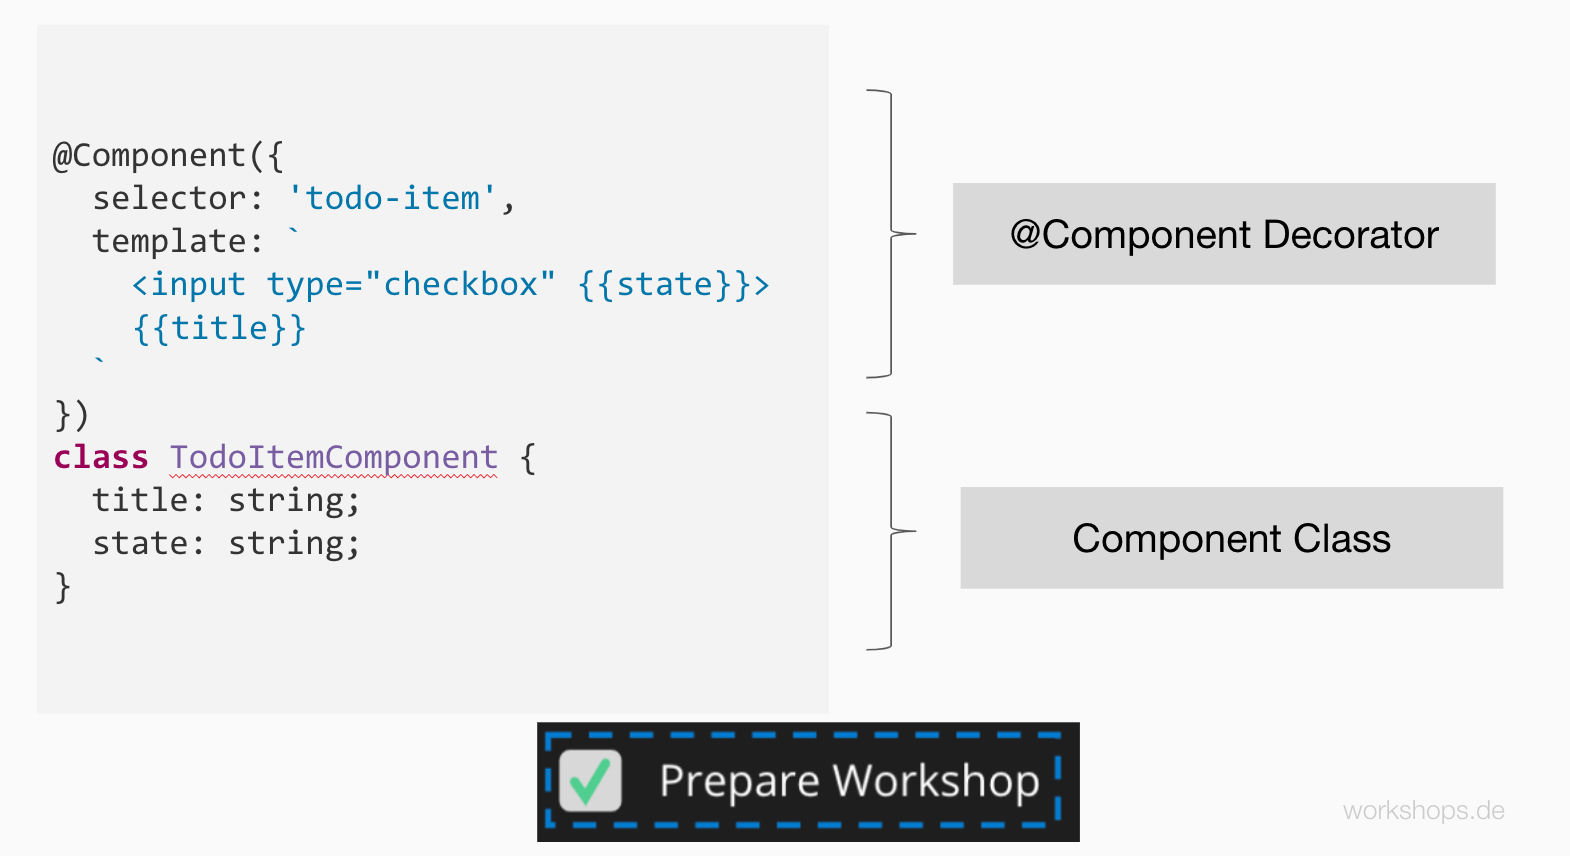 @Component({
  selector: 'todo-item',
  template: `
    <input type="checkbox" {{state}}>
    {{title}}
  `
})
class TodoItemComponent {
  title: string;
  state: string;
}
@Component Decorator
Component Class
Prepare Workshop
workshops.de